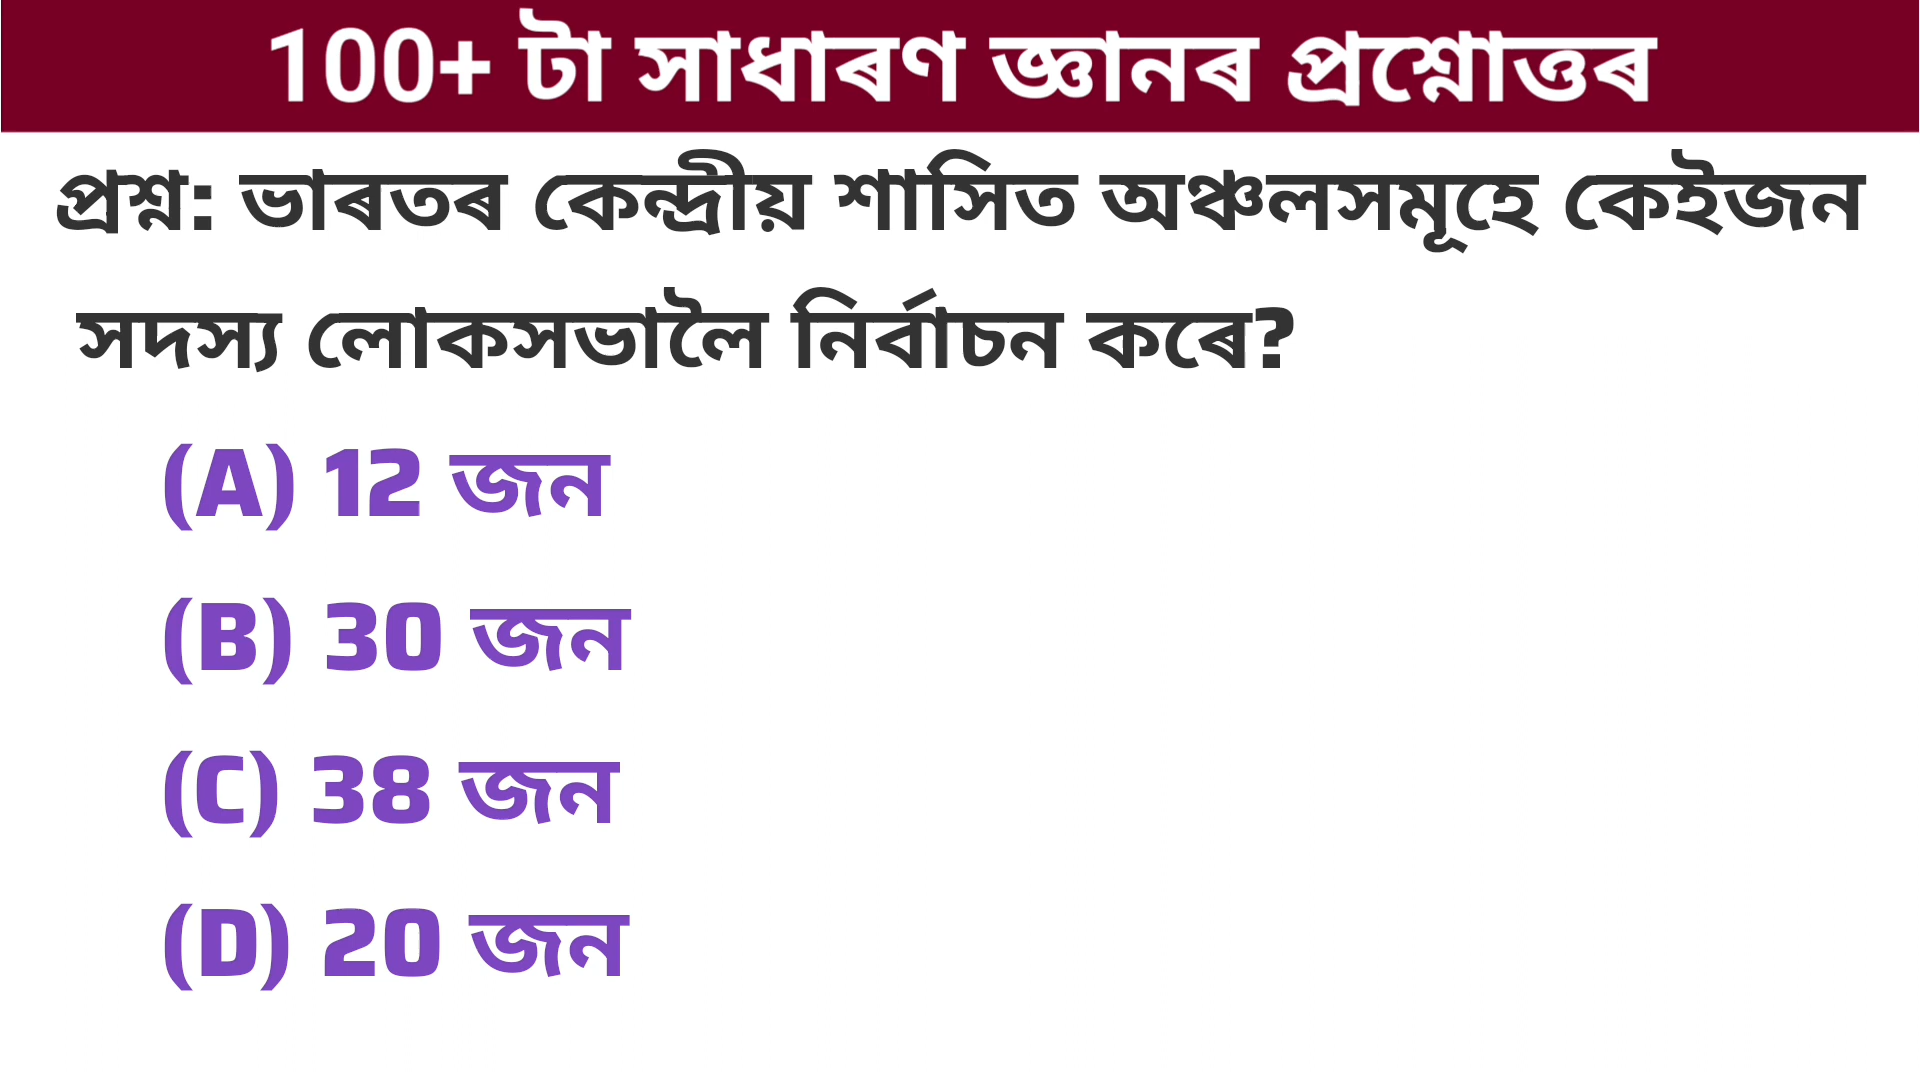 100+ টা সাধাৰণ জ্ঞানৰ প্ৰশ্নোত্তৰ
প্ৰশ্ন: ভাৰতৰ কেন্দ্ৰীয় শাসিত অঞ্চলসমূহে কেইজন
সদস্য লোকসভালৈ নিৰ্বাচন কৰে?
(A) 12 জন
(B) 30 জন
(C) 38 জন
(D) 20 জন